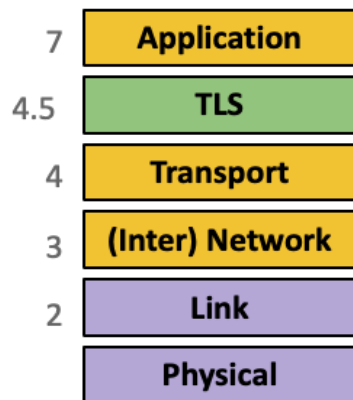 7 Application
4.5 TLS
4 Transport
3 (Inter) Network
2 Link
Physical